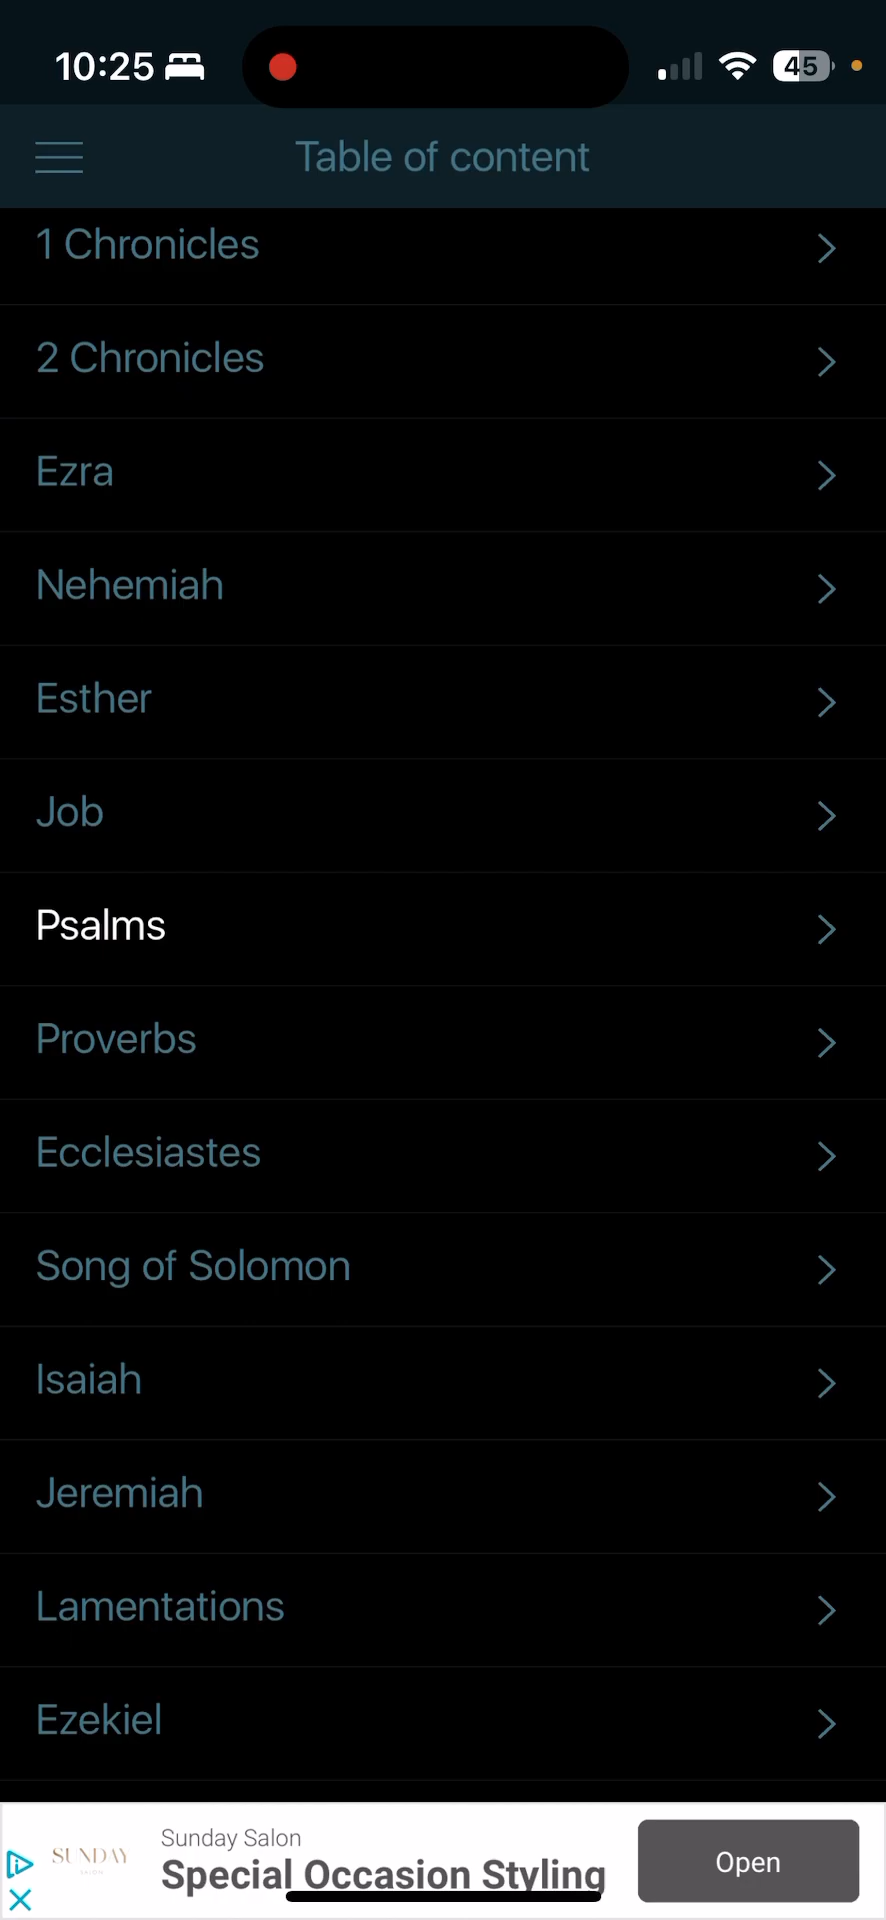 10:25
45
Table of content
1 Chronicles
2 Chronicles
Ezra
Nehemiah
Esther
Job
Psalms
Proverbs
Ecclesiastes
Song of Solomon
Isaiah
Jeremiah
Lamentations
Ezekiel
SUNDAY
SALON
Sunday Salon
Special Occasion Styling
Open